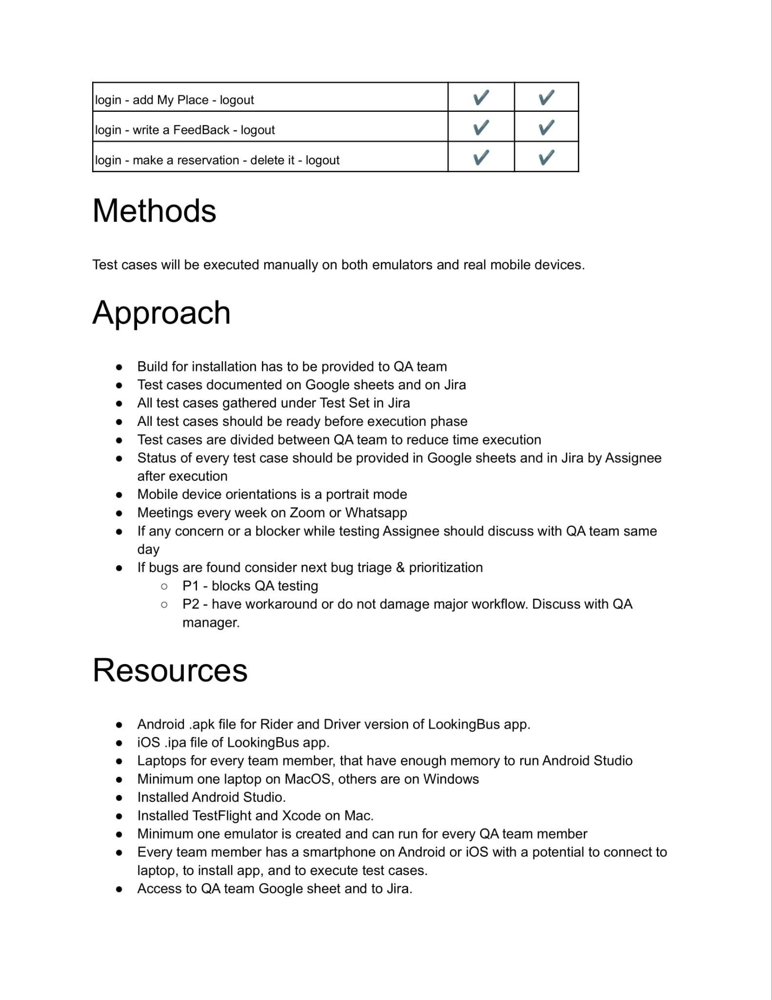 login - add My Place - logout ✔ ✔
login - write a FeedBack - logout ✔ ✔
login - make a reservation - delete it - logout ✔ ✔
Methods
Test cases will be executed manually on both emulators and real mobile devices.
Approach
● Build for installation has to be provided to QA team
● Test cases documented on Google sheets and on Jira
● All test cases gathered under Test Set in Jira
● All test cases should be ready before execution phase
● Test cases are divided between QA team to reduce time execution
● Status of every test case should be provided in Google sheets and in Jira by Assignee
after execution
● Mobile device orientations is a portrait mode
● Meetings every week on Zoom or Whatsapp
● If any concern or a blocker while testing Assignee should discuss with QA team same
day
● If bugs are found consider next bug triage & prioritization
○ P1 - blocks QA testing
○ P2 - have workaround or do not damage major workflow. Discuss with QA
manager.
Resources
● Android .apk file for Rider and Driver version of LookingBus app.
● iOS .ipa file of LookingBus app.
● Laptops for every team member, that have enough memory to run Android Studio
● Minimum one laptop on MacOS, others are on Windows
● Installed Android Studio.
● Installed TestFlight and Xcode on Mac.
● Minimum one emulator is created and can run for every QA team member
● Every team member has a smartphone on Android or iOS with a potential to connect to
laptop, to install app, and to execute test cases.
● Access to QA team Google sheet and to Jira.